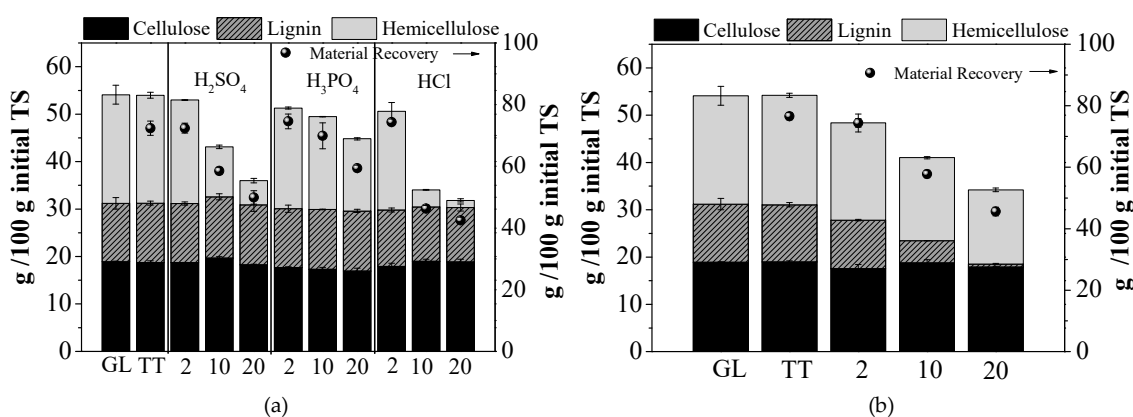 Cellulose Lignin Hemicellulose
Material Recovery
H₂SO₄ H₃PO₄ HCl
g /100 g initial TS
60
50
40
30
20
10
0
100
80
60
40
20
0
g /100 g initial TS
GL TT 2 10 20 2 10 20 2 10 20
(a)
Cellulose Lignin Hemicellulose
Material Recovery
g /100 g initial TS
60
50
40
30
20
10
0
100
80
60
40
20
0
g /100 g initial TS
GL TT 2 10 20
(b)